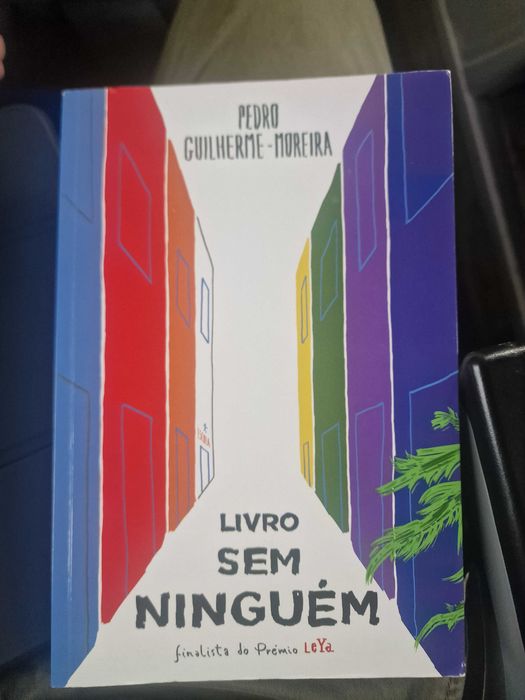 PEDRO
GUILHERME-MOREIRA
LIVRO
SEM
NINGUÉM
finalista do Prémio LeYa